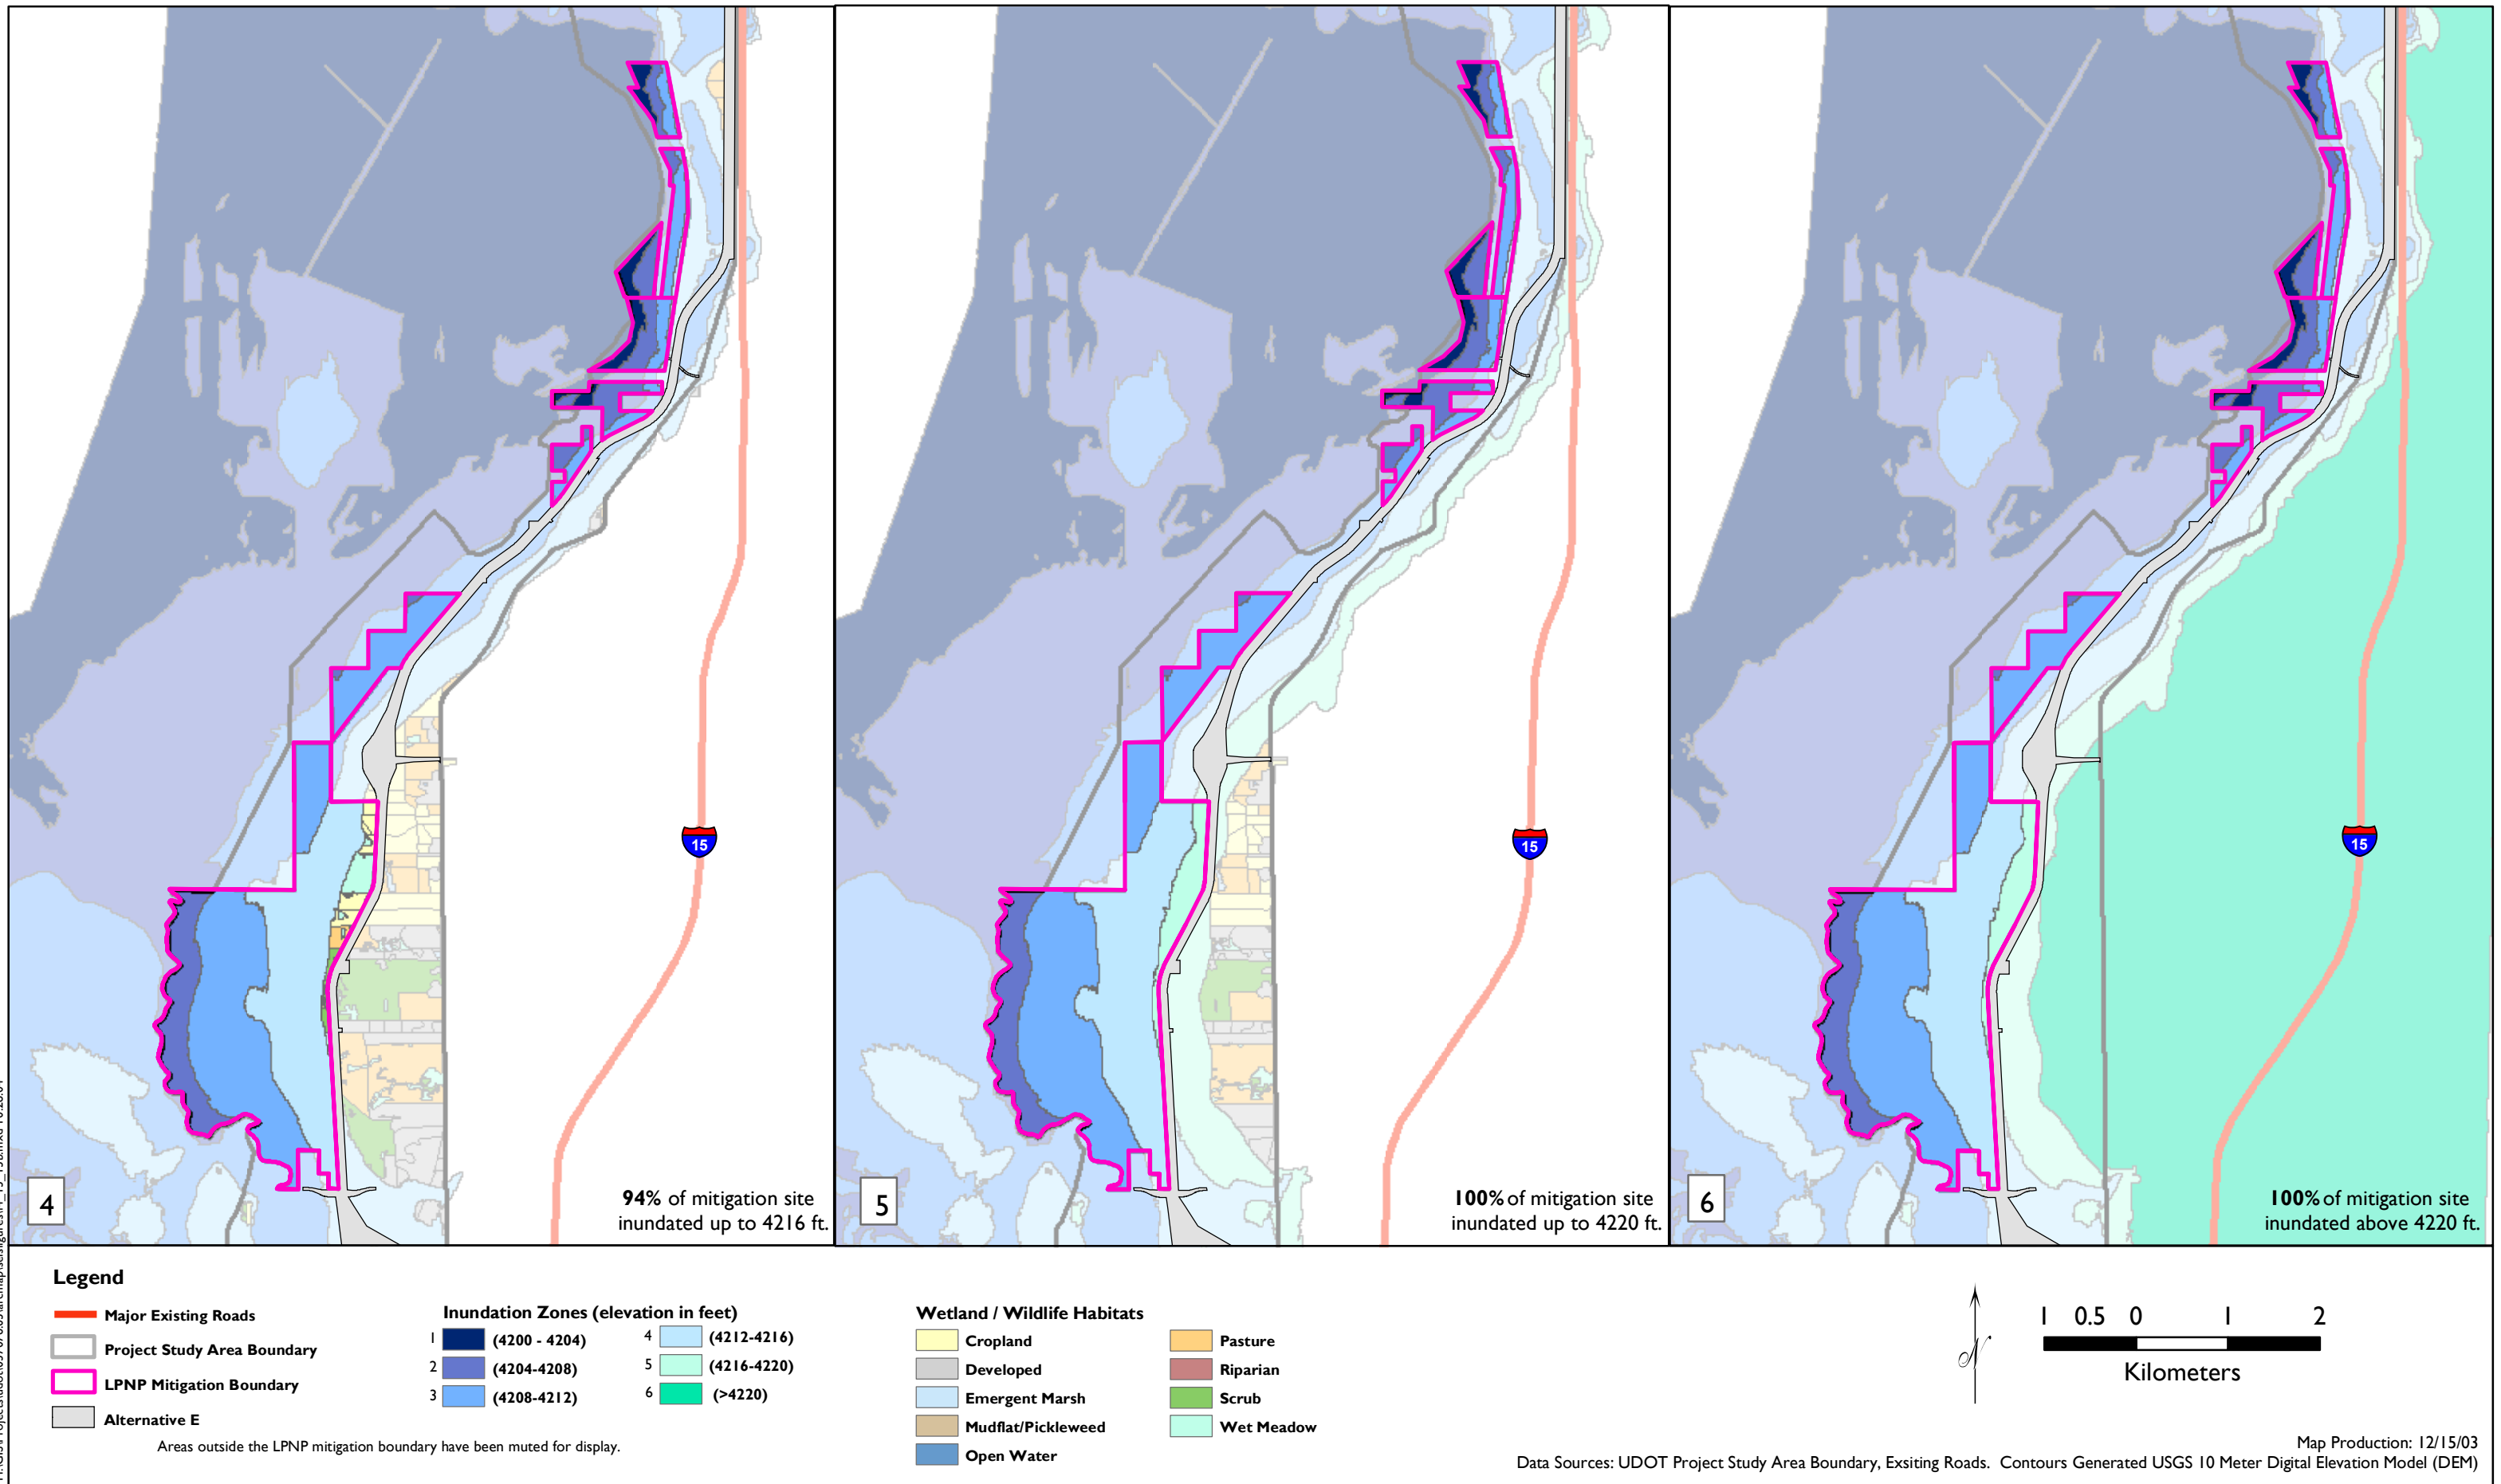 15
15
15
4
94% of mitigation site
inundated up to 4216 ft.
5
100% of mitigation site
inundated up to 4220 ft.
6
100% of mitigation site
inundated above 4220 ft.
Legend
Major Existing Roads
Project Study Area Boundary
LPNP Mitigation Boundary
Alternative E
Inundation Zones (elevation in feet)
1 (4200 - 4204)
2 (4204-4208)
3 (4208-4212)
4 (4212-4216)
5 (4216-4220)
6 (>4220)
Areas outside the LPNP mitigation boundary have been muted for display.
Wetland / Wildlife Habitats
Cropland
Developed
Emergent Marsh
Mudflat/Pickleweed
Open Water
Pasture
Riparian
Scrub
Wet Meadow
N
1 0.5 0 1 2
Kilometers
Map Production: 12/15/03
Data Sources: UDOT Project Study Area Boundary, Exsiting Roads. Contours Generated USGS 10 Meter Digital Elevation Model (DEM)